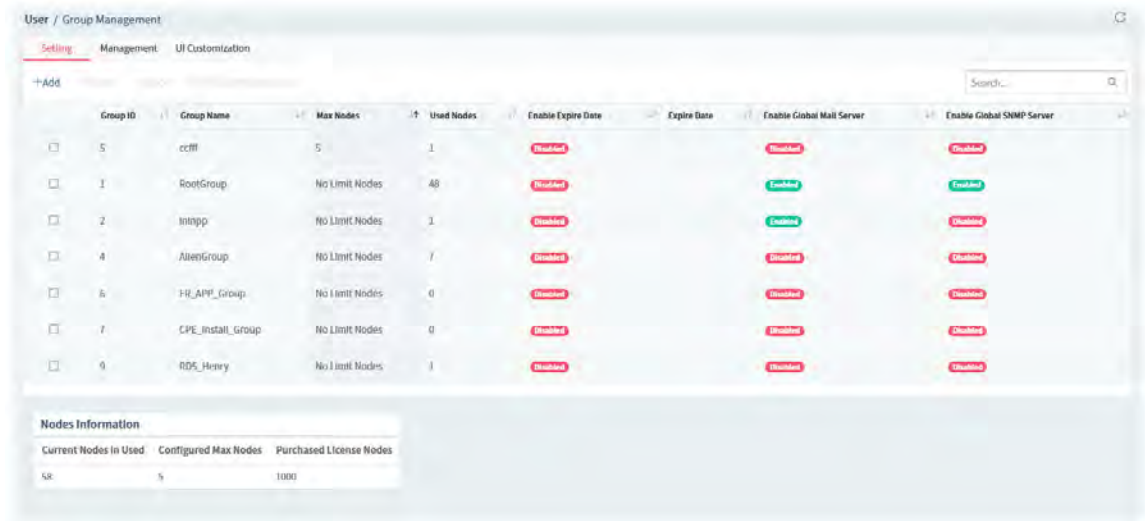 User / Group Management
Setting Management UI Customization
+Add
Search...
Group ID Group Name Max Nodes Used Nodes Enable Expire Date Expire Date Enable Global Mail Server Enable Global SNMP Server
5 ccfff 5 1 Disabled Disabled Disabled
1 RootGroup No Limit Nodes 48 Disabled Enabled Enabled
2 No Limit Nodes 1 Disabled Enabled Disabled
4 AlienGroup No Limit Nodes 7 Disabled Disabled Disabled
6 FR_APP_Group No Limit Nodes 0 Disabled Disabled Disabled
7 CPE_Install_Group No Limit Nodes 0 Disabled Disabled Disabled
9 RD5_Henry No Limit Nodes 1 Disabled Disabled Disabled
Nodes Information
Current Nodes In Used Configured Max Nodes Purchased License Nodes
58 5 1000